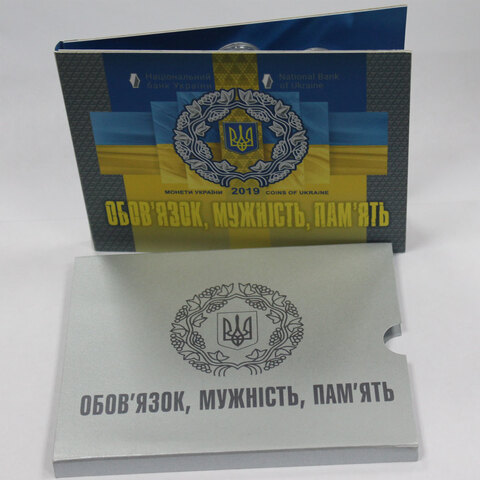 Національний
банк України
National Bank
of Ukraine
МОНЕТИ УКРАЇНИ 2019 COINS OF UKRAINE
ОБОВ'ЯЗОК, МУЖНІСТЬ, ПАМ'ЯТЬ
ОБОВ'ЯЗОК, МУЖНІСТЬ, ПАМ'ЯТЬ